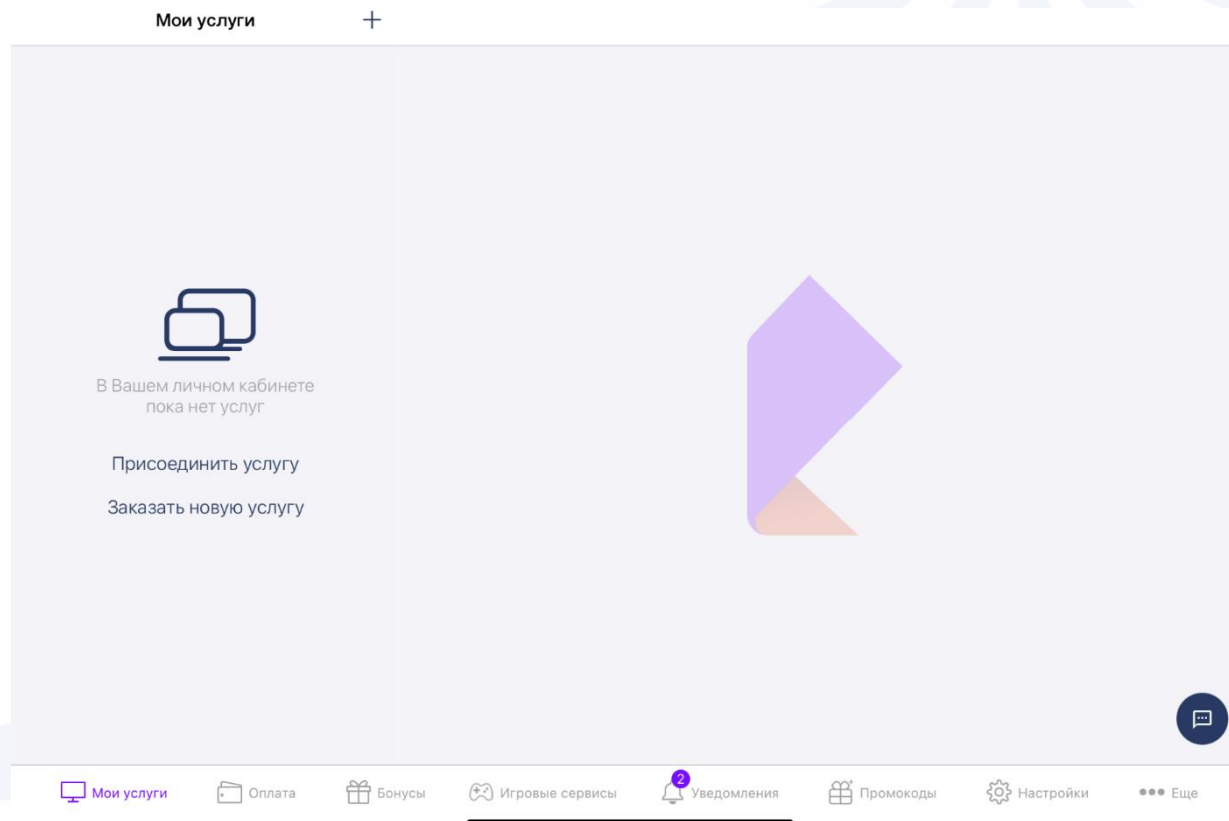 Мои услуги
В Вашем личном кабинете
пока нет услуг
Присоединить услугу
Заказать новую услугу
2
Мои услуги
Оплата
Бонусы
Игровые сервисы
Уведомления
Промокоды
Настройки
Еще